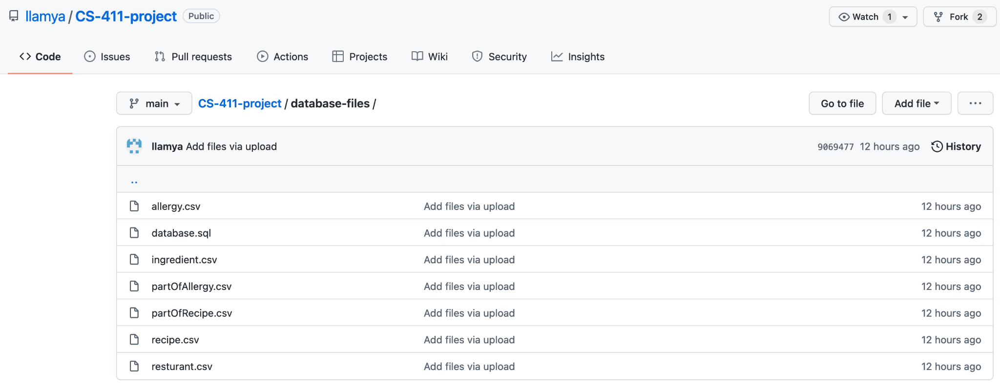 llamya / CS-411-project Public Watch 1 Fork 2
Code Issues Pull requests Actions Projects Wiki Security Insights
main CS-411-project / database-files / Go to file Add file ···
llamya Add files via upload 9069477 12 hours ago History
..
allergy.csv Add files via upload 12 hours ago
database.sql Add files via upload 12 hours ago
ingredient.csv Add files via upload 12 hours ago
partOfAllergy.csv Add files via upload 12 hours ago
partOfRecipe.csv Add files via upload 12 hours ago
recipe.csv Add files via upload 12 hours ago
resturant.csv Add files via upload 12 hours ago